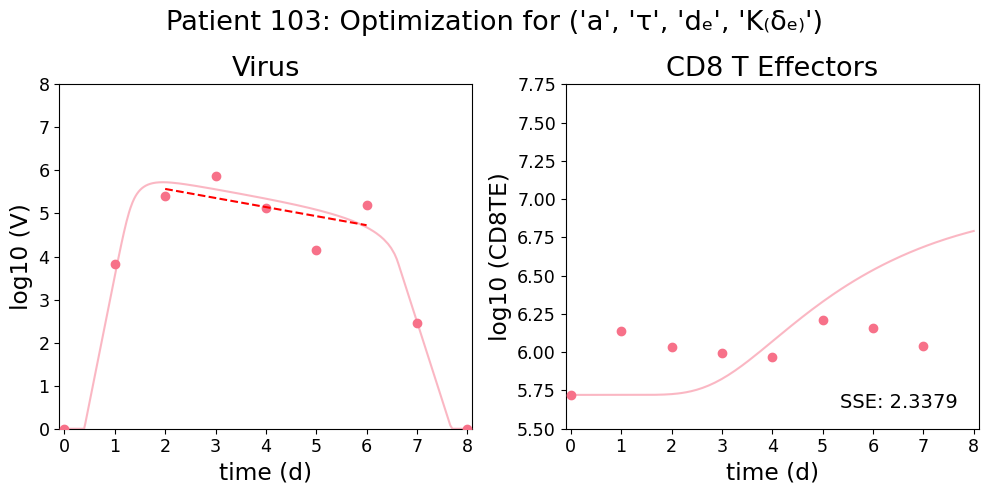 Patient 103: Optimization for ('a', 'τ', 'dₑ', 'K₍δₑ₎')
Virus
CD8 T Effectors
log10 (V)
8
7
6
5
4
3
2
1
0
0 1 2 3 4 5 6 7 8
time (d)
log10 (CD8TE)
7.75
7.50
7.25
7.00
6.75
6.50
6.25
6.00
5.75
5.50
SSE: 2.3379
0 1 2 3 4 5 6 7 8
time (d)